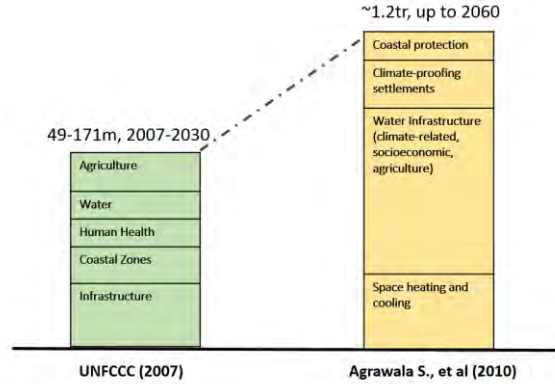 ~1.2tr, up to 2060
Coastal protection
Climate-proofing
settlements
Water Infrastructure
(climate-related,
socioeconomic,
agriculture)
Space heating and
cooling
49-171m, 2007-2030
Agriculture
Water
Human Health
Coastal Zones
Infrastructure
UNFCCC (2007)
Agrawala S., et al (2010)